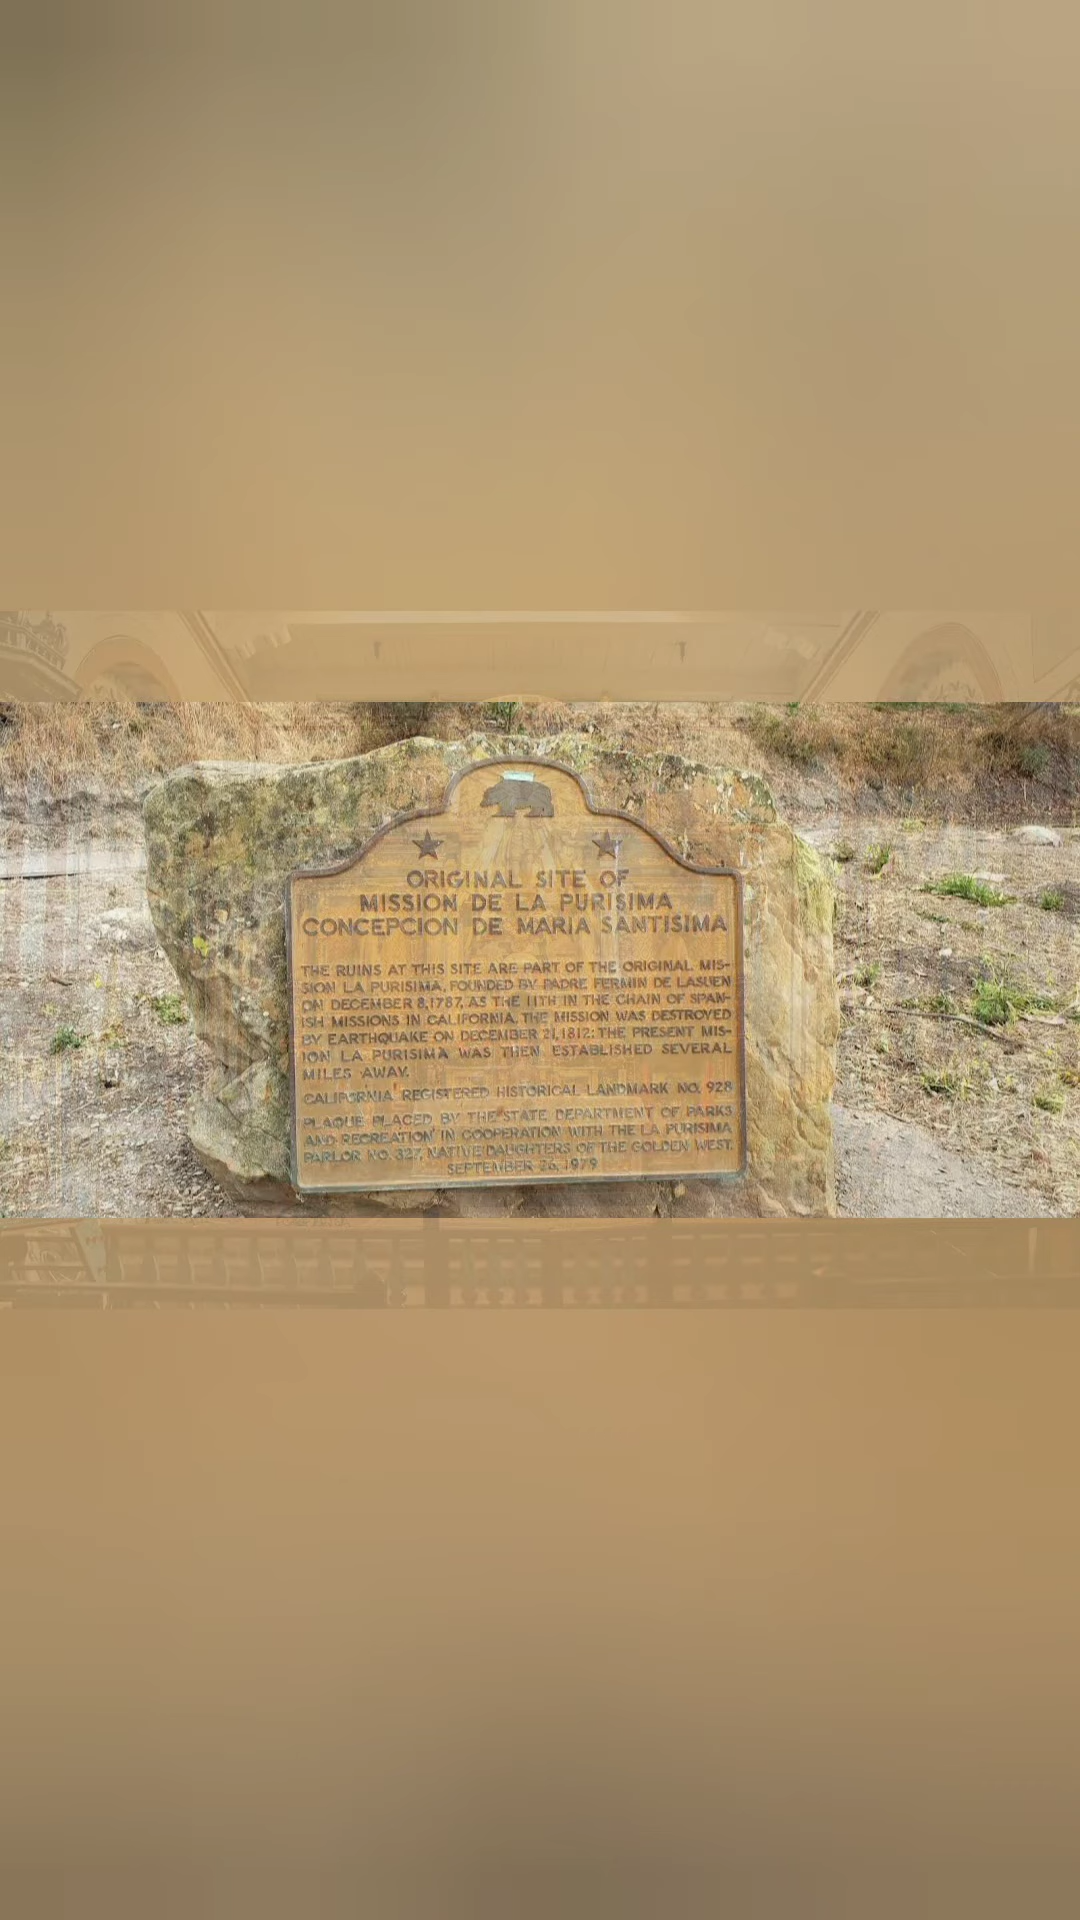 ORIGINAL SITE OF
MISSION DE LA PURISIMA
CONCEPCION DE MARIA SANTISIMA
THE RUINS AT THIS SITE ARE PART OF THE ORIGINAL MIS-
SION LA PURISIMA, FOUNDED BY PADRE FERMIN DE LASUEN
ON DECEMBER 8, 1787, AS THE 11TH IN THE CHAIN OF SPAN-
ISH MISSIONS IN CALIFORNIA. THE MISSION WAS DESTROYED
BY EARTHQUAKE ON DECEMBER 21, 1812; THE PRESENT MIS-
ION LA PURISIMA WAS THEN ESTABLISHED SEVERAL
MILES AWAY.
CALIFORNIA REGISTERED HISTORICAL LANDMARK NO. 928
PLAQUE PLACED BY THE STATE DEPARTMENT OF PARKS
AND RECREATION IN COOPERATION WITH THE LA PURISIMA
PARLOR NO. 327, NATIVE DAUGHTERS OF THE GOLDEN WEST,
SEPTEMBER 26, 1979